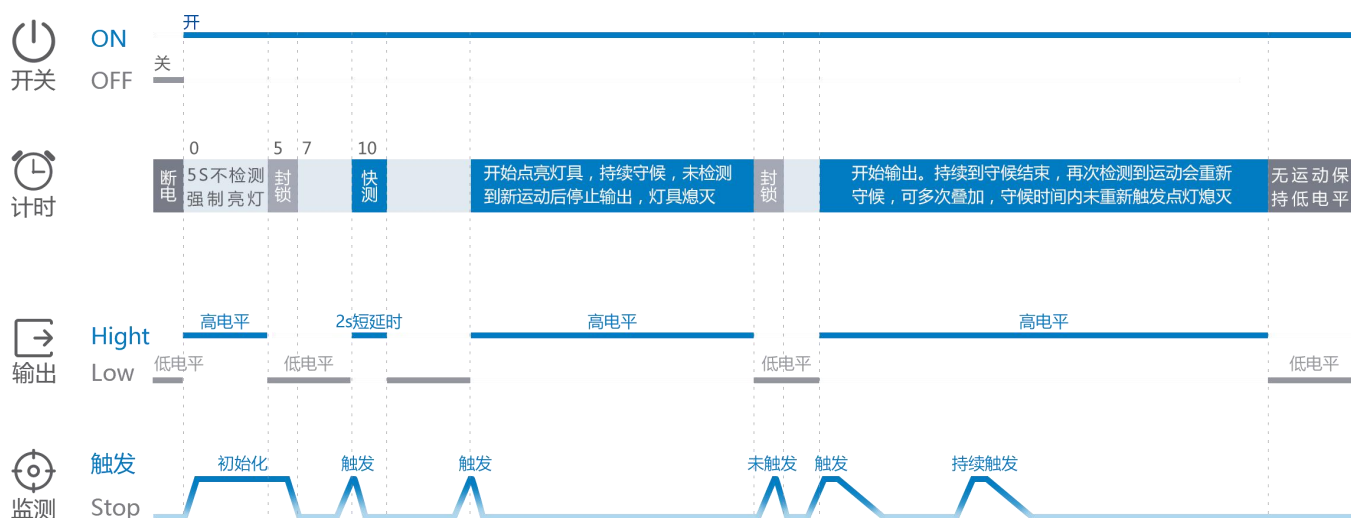 开
ON
关
开关
OFF
0
5
7
10
断电
5S不检测
强制亮灯
封锁
快测
开始点亮灯具，持续守候，未检测
到新运动后停止输出，灯具熄灭
封锁
开始输出。持续到守候结束，再次检测到运动会重新
守候，可多次叠加，守候时间内未重新触发点灯熄灭
无运动保
持低电平
计时
高电平
2s短延时
高电平
高电平
Hight
低电平
低电平
低电平
低电平
输出
Low
触发
初始化
触发
触发
未触发
触发
持续触发
监测
Stop